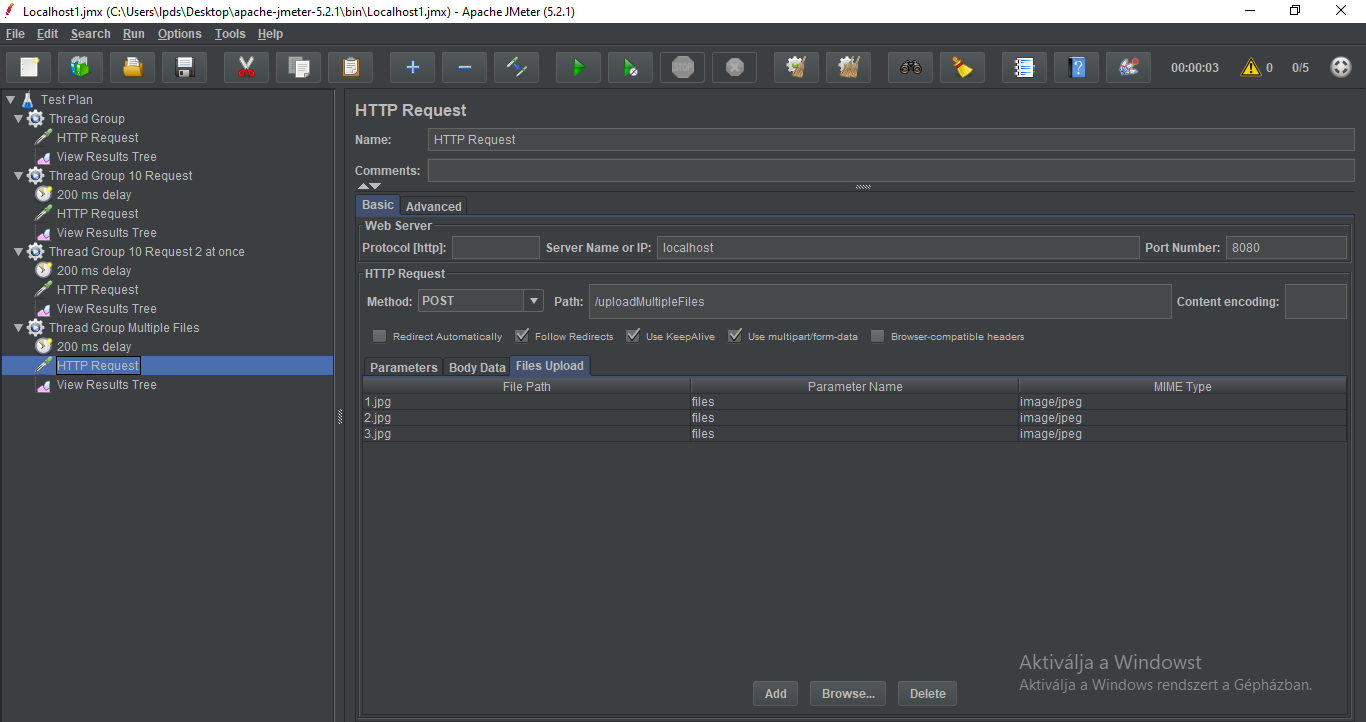 Localhost1.jmx (C:\Users\lpds\Desktop\apache-jmeter-5.2.1\bin\Localhost1.jmx) - Apache JMeter (5.2.1)
File Edit Search Run Options Tools Help
00:00:03 0 0/5
Test Plan
Thread Group
HTTP Request
View Results Tree
Thread Group 10 Request
200 ms delay
HTTP Request
View Results Tree
Thread Group 10 Request 2 at once
200 ms delay
HTTP Request
View Results Tree
Thread Group Multiple Files
200 ms delay
HTTP Request
View Results Tree
HTTP Request
Name: HTTP Request
Comments:
Basic Advanced
Web Server
Protocol [http]: Server Name or IP: localhost Port Number: 8080
HTTP Request
Method: POST Path: /uploadMultipleFiles Content encoding:
Redirect Automatically Follow Redirects Use KeepAlive Use multipart/form-data Browser-compatible headers
Parameters Body Data Files Upload
File Path Parameter Name MIME Type
1.jpg files image/jpeg
2.jpg files image/jpeg
3.jpg files image/jpeg
Add Browse... Delete
Aktiválja a Windowst
Aktiválja a Windows rendszert a Gépházban.